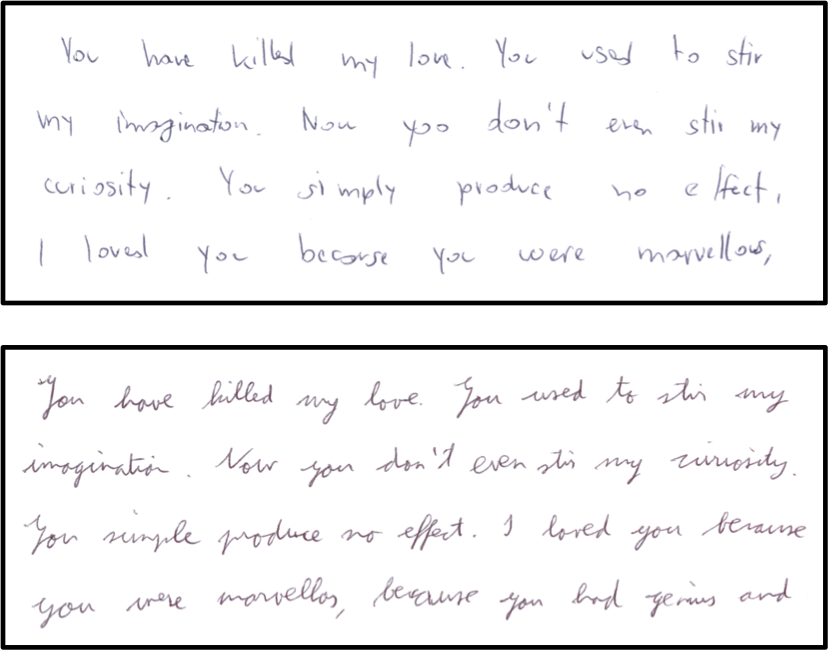 You have killed my love. You used to stir
my imagination. Now you don't even stir my
curiosity. You simply produce no effect,
I loved you because you were marvellous,
You have killed my love. You used to stir my
imagination. Now you don't even stir my curiosity.
You simple produce no effect. I loved you because
you were marvellos, because you had genius and